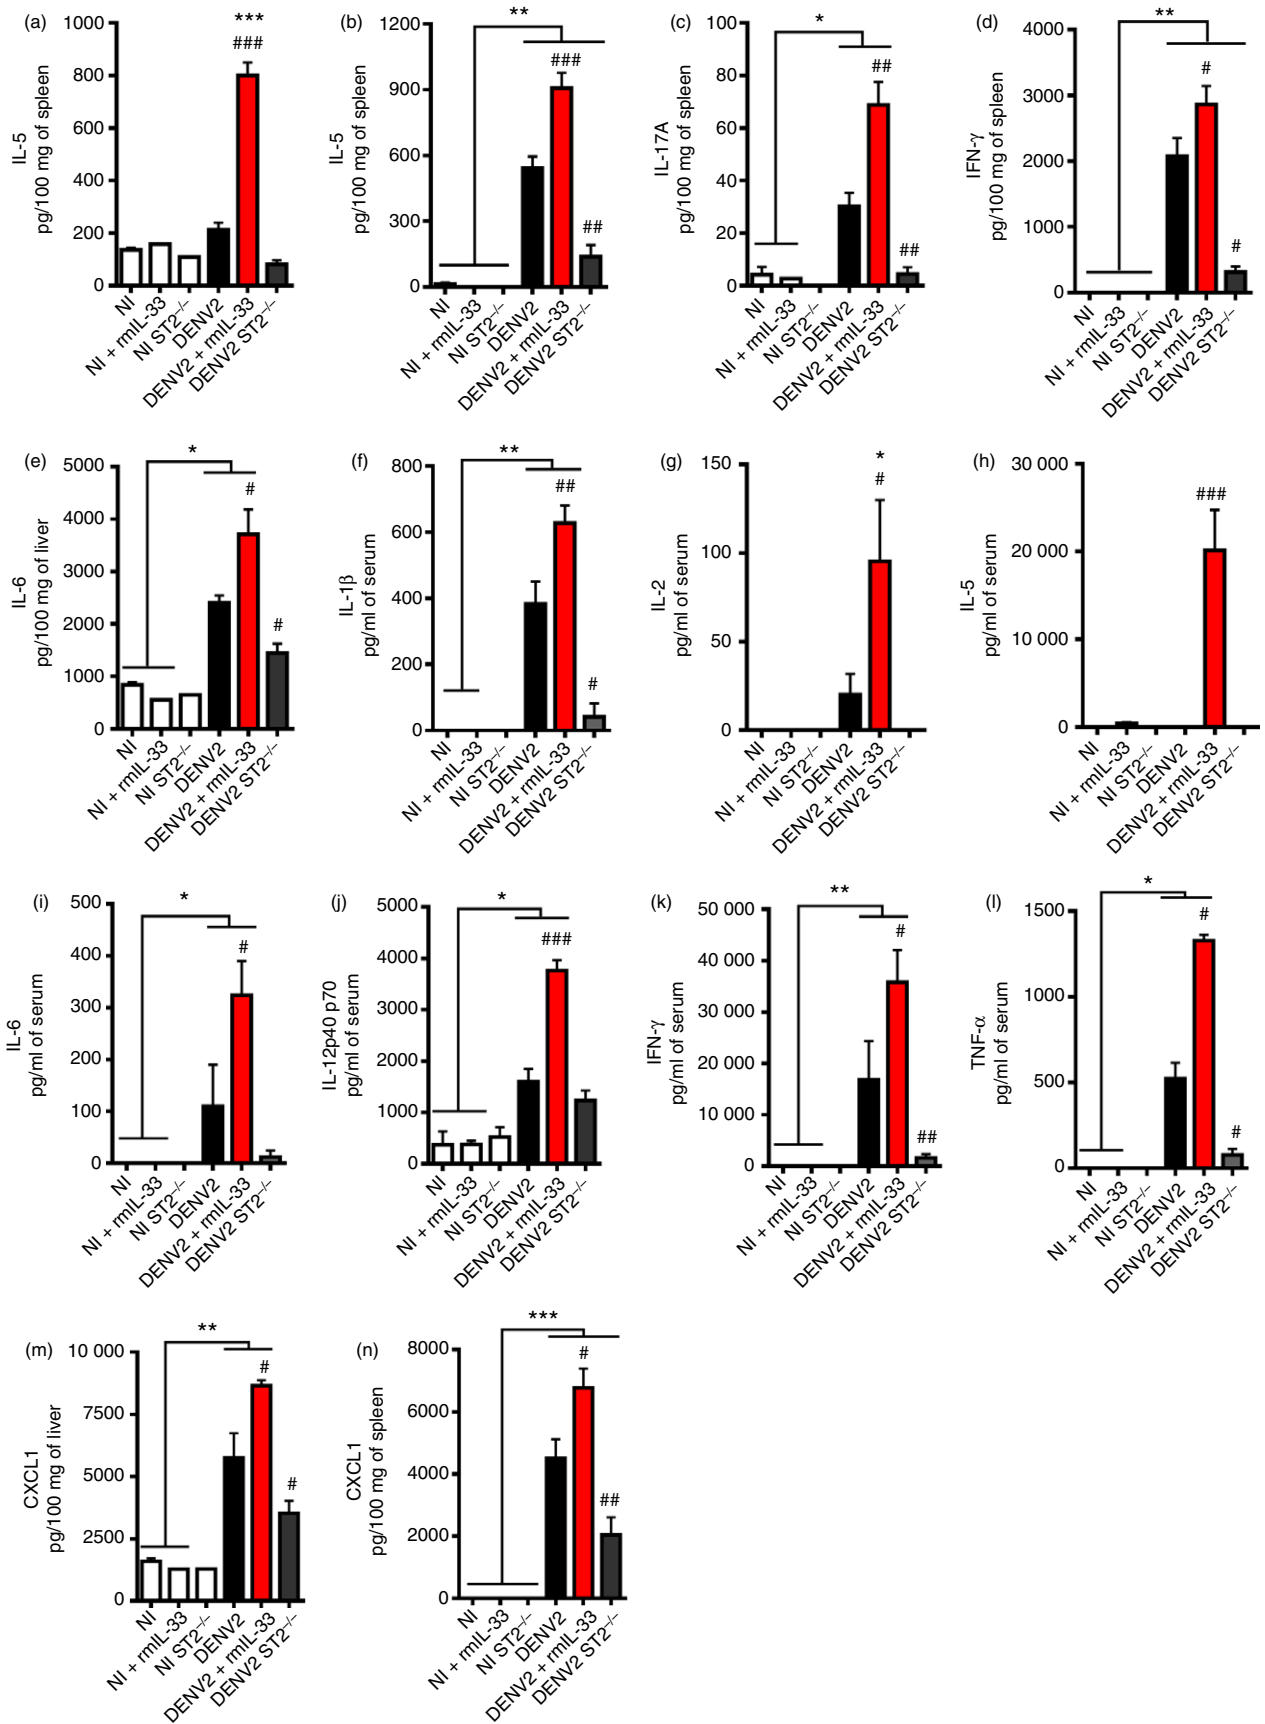 (a)
***
###
1000
800
600
400
200
0
IL-5
pg/100 mg of spleen
NI
NI + rmIL-33
NI ST2–/–
DENV2
DENV2 + rmIL-33
DENV2 ST2–/–
(b)
**
###
##
1200
900
600
300
0
IL-5
pg/100 mg of spleen
NI
NI + rmIL-33
NI ST2–/–
DENV2
DENV2 + rmIL-33
DENV2 ST2–/–
(c)
*
##
##
100
80
60
40
20
0
IL-17A
pg/100 mg of spleen
NI
NI + rmIL-33
NI ST2–/–
DENV2
DENV2 + rmIL-33
DENV2 ST2–/–
(d)
**
#
#
4000
3000
2000
1000
0
IFN-γ
pg/100 mg of spleen
NI
NI + rmIL-33
NI ST2–/–
DENV2
DENV2 + rmIL-33
DENV2 ST2–/–
(e)
*
#
#
5000
4000
3000
2000
1000
0
IL-6
pg/100 mg of liver
NI
NI + rmIL-33
NI ST2–/–
DENV2
DENV2 + rmIL-33
DENV2 ST2–/–
(f)
**
##
#
800
600
400
200
0
IL-1β
pg/ml of serum
NI
NI + rmIL-33
NI ST2–/–
DENV2
DENV2 + rmIL-33
DENV2 ST2–/–
(g)
*
#
150
100
50
0
IL-2
pg/ml of serum
NI
NI + rmIL-33
NI ST2–/–
DENV2
DENV2 + rmIL-33
DENV2 ST2–/–
(h)
###
30 000
20 000
10 000
0
IL-5
pg/ml of serum
NI
NI + rmIL-33
NI ST2–/–
DENV2
DENV2 + rmIL-33
DENV2 ST2–/–
(i)
*
#
500
400
300
200
100
0
IL-6
pg/ml of serum
NI
NI + rmIL-33
NI ST2–/–
DENV2
DENV2 + rmIL-33
DENV2 ST2–/–
(j)
*
###
5000
4000
3000
2000
1000
0
IL-12p40 p70
pg/ml of serum
NI
NI + rmIL-33
NI ST2–/–
DENV2
DENV2 + rmIL-33
DENV2 ST2–/–
(k)
**
#
##
50 000
40 000
30 000
20 000
10 000
0
IFN-γ
pg/ml of serum
NI
NI + rmIL-33
NI ST2–/–
DENV2
DENV2 + rmIL-33
DENV2 ST2–/–
(l)
*
#
#
1500
1000
500
0
TNF-α
pg/ml of serum
NI
NI + rmIL-33
NI ST2–/–
DENV2
DENV2 + rmIL-33
DENV2 ST2–/–
(m)
**
#
#
10 000
7500
5000
2500
0
CXCL1
pg/100 mg of liver
NI
NI + rmIL-33
NI ST2–/–
DENV2
DENV2 + rmIL-33
DENV2 ST2–/–
(n)
***
#
##
8000
6000
4000
2000
0
CXCL1
pg/100 mg of spleen
NI
NI + rmIL-33
NI ST2–/–
DENV2
DENV2 + rmIL-33
DENV2 ST2–/–